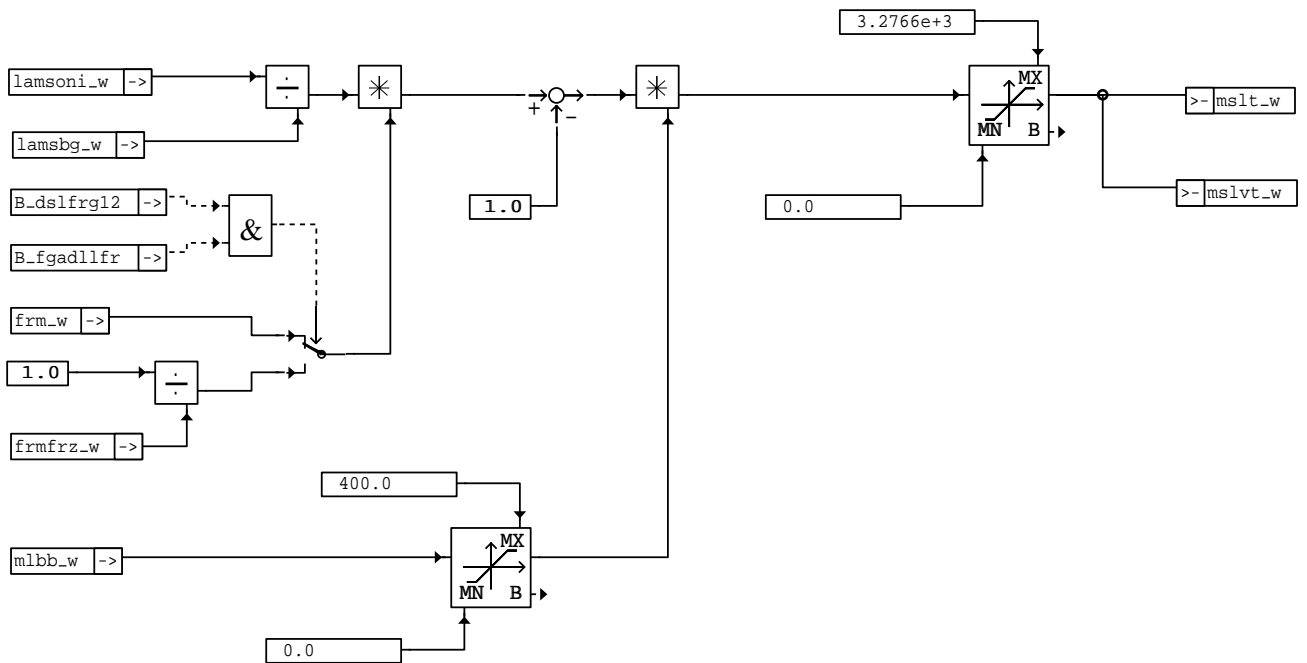 3.2766e+3
lamsoni_w ->
÷
*
+
−
*
MX
MN
B
>- mslt_w
lamsbg_w ->
B_dslfrg12 ->
&
1.0
0.0
>- mslvt_w
B_fgadllfr ->
frm_w ->
1.0
÷
frmfrz_w ->
400.0
mlbb_w ->
MX
MN
B
0.0